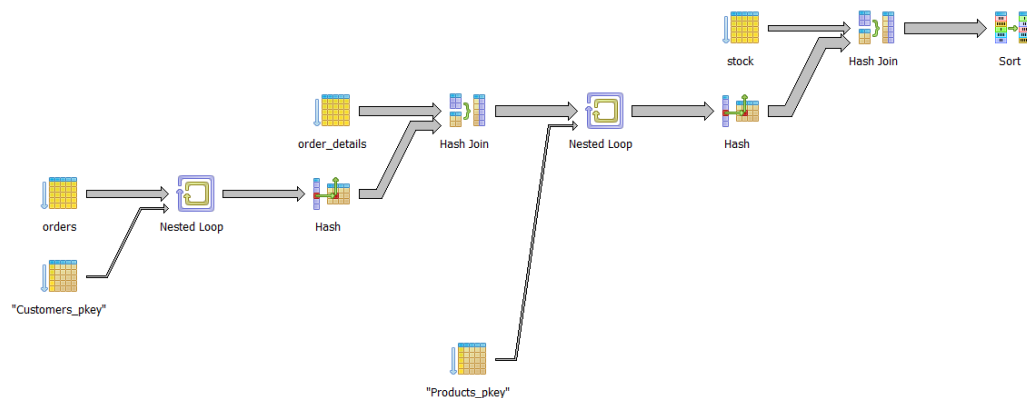 stock
Hash Join
Sort
order_details
Hash Join
Nested Loop
Hash
orders
Nested Loop
Hash
"Customers_pkey"
"Products_pkey"